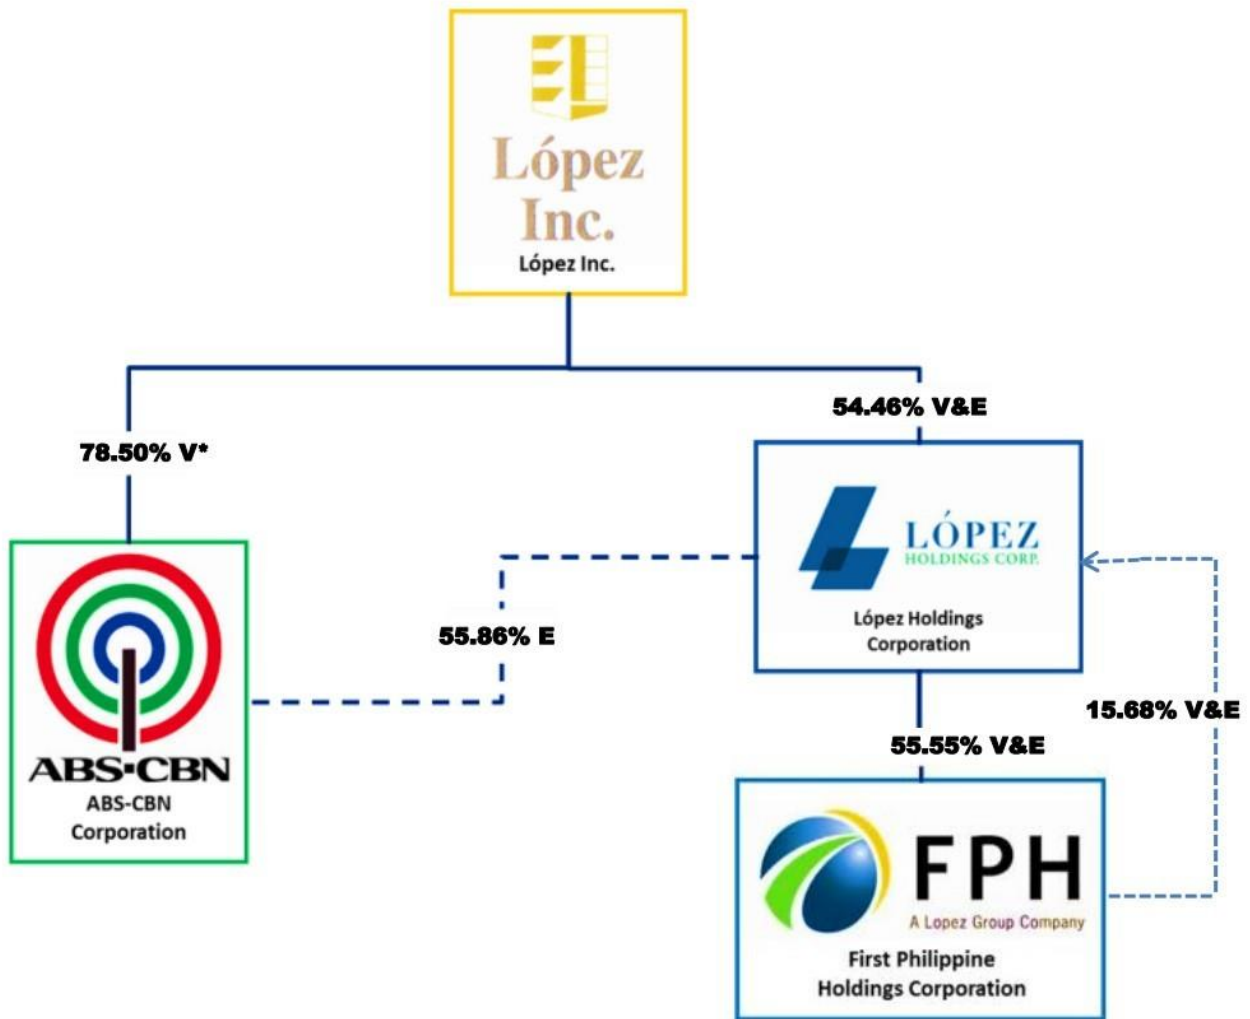 López
Inc.
López Inc.
54.46% V&E
78.50% V*
LÓPEZ
HOLDINGS CORP.
López Holdings
Corporation
55.86% E
15.68% V&E
55.55% V&E
ABS-CBN
ABS-CBN
Corporation
FPH
A Lopez Group Company
First Philippine
Holdings Corporation